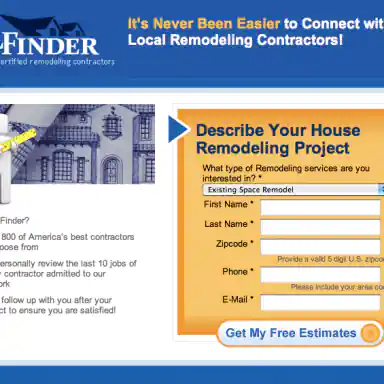 FINDER
ertified remodeling contractors
It's Never Been Easier to Connect wit
Local Remodeling Contractors!
Describe Your House
Remodeling Project
What type of Remodeling services are you
interested in? *
Existing Space Remodel
First Name *
Last Name *
Zipcode *
Provide a valid 5 digit U.S. zipco
Phone *
Please include your area co
E-Mail *
Get My Free Estimates
Finder?
800 of America's best contractors
oose from
ersonally review the last 10 jobs of
contractor admitted to our
ork
follow up with you after your
ct to ensure you are satisfied!